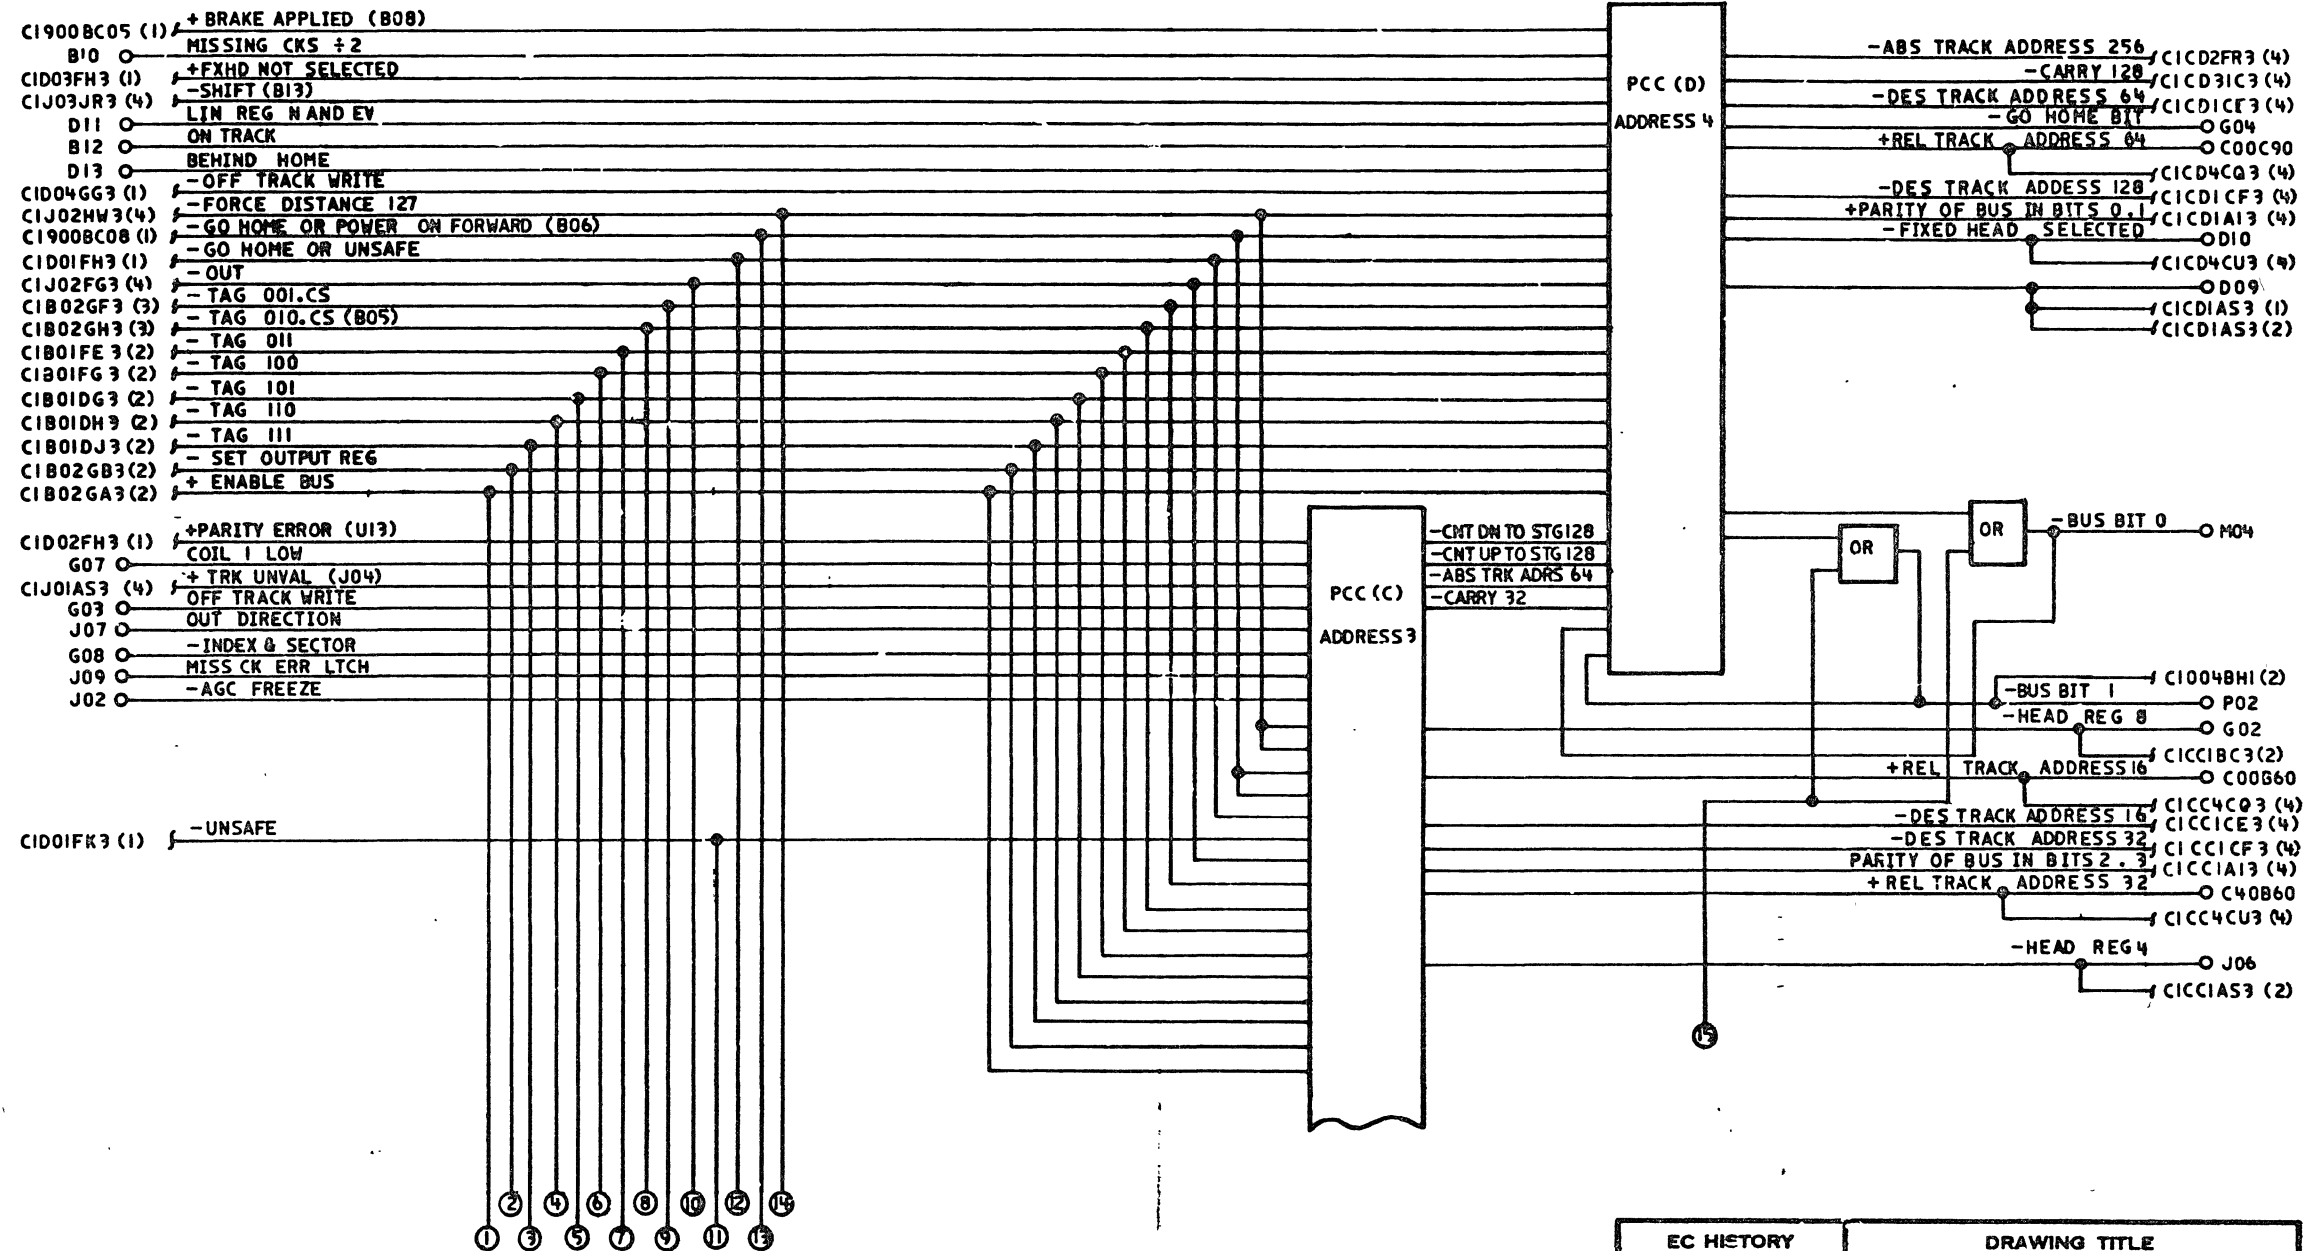 C1900BC05 (1) + BRAKE APPLIED (B08)
B10 MISSING CKS ÷2
C1D03FH3 (1) +FXHD NOT SELECTED
C1J03JR3 (4) -SHIFT (B13)
D11 LIN REG N AND EV
B12 ON TRACK
D13 BEHIND HOME
C1D04GG3 (1) -OFF TRACK WRITE
C1J02HW3(4) -FORCE DISTANCE 127
C1900BC08 (1) -GO HOME OR POWER ON FORWARD (B06)
C1D01FH3 (1) -GO HOME OR UNSAFE
C1J02FG3 (4) -OUT
C1B02GF3 (3) - TAG 001.CS
C1B02GH3 (3) - TAG 010.CS (B05)
C1B01FE3 (2) - TAG 011
C1B01FG3 (2) - TAG 100
C1B01DG3 (2) - TAG 101
C1B01DH3 (2) - TAG 110
C1B01DJ3 (2) - TAG 111
C1B02GB3(2) - SET OUTPUT REG
C1B02GA3(2) + ENABLE BUS
C1D02FH3 (1) +PARITY ERROR (U13)
G07 COIL 1 LOW
C1J01AS3 (4) + TRK UNVAL (J04)
G03 OFF TRACK WRITE
J07 OUT DIRECTION
G08 -INDEX & SECTOR
J09 MISS CK ERR LTCH
J02 -AGC FREEZE
C1D01FK3 (1) -UNSAFE
2 4 6 8 10 12 14
1 3 5 7 9 11 13
PCC (C)
ADDRESS 3
-CNT DN TO STG128
-CNT UP TO STG 128
-ABS TRK ADRS 64
-CARRY 32
PCC (D)
ADDRESS 4
-ABS TRACK ADDRESS 256 C1CD2FR3 (4)
-CARRY 128 C1CD31C3 (4)
-DES TRACK ADDRESS 64 C1CD1CE3 (4)
-GO HOME BIT G04
+REL TRACK ADDRESS 64 C00C90
C1CD4CQ3 (4)
-DES TRACK ADDESS 128 C1CD1CF3 (4)
+PARITY OF BUS IN BITS 0.1 C1CD1A13 (4)
-FIXED HEAD SELECTED D10
C1CD4CU3 (4)
D09
C1CD1AS3 (1)
C1CD1AS3(2)
OR
OR
-BUS BIT 0 M04
C1004BH1(2)
-BUS BIT 1 P02
-HEAD REG 8 G02
C1CC1BC3(2)
+REL TRACK ADDRESS 16 C00B60
C1CC4CQ3 (4)
-DES TRACK ADDRESS 16 C1CC1CE3 (4)
-DES TRACK ADDRESS 32 C1CC1CF3 (4)
PARITY OF BUS IN BITS 2.3 C1CC1A13 (4)
+REL TRACK ADDRESS 32 C40B60
C1CC4CU3 (4)
-HEAD REG 4 J06
C1CC1AS3 (2)
15
EC HISTORY DRAWING TITLE